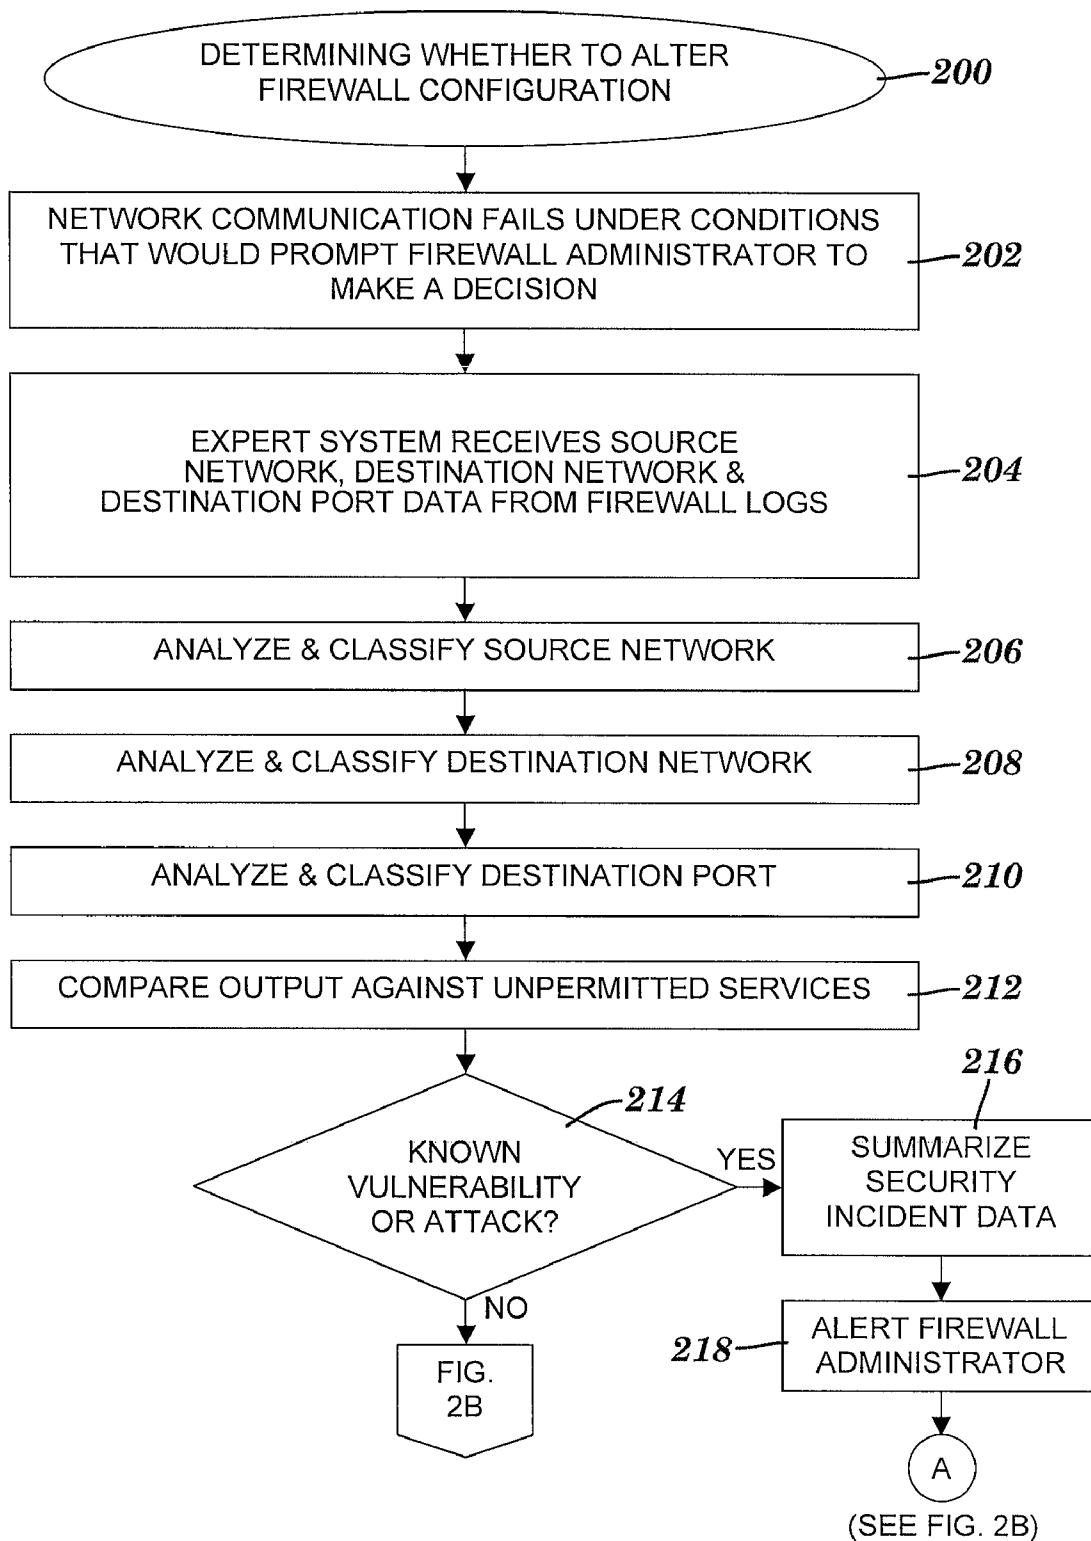 DETERMINING WHETHER TO ALTER
FIREWALL CONFIGURATION
200
NETWORK COMMUNICATION FAILS UNDER CONDITIONS
THAT WOULD PROMPT FIREWALL ADMINISTRATOR TO
MAKE A DECISION
202
EXPERT SYSTEM RECEIVES SOURCE
NETWORK, DESTINATION NETWORK &
DESTINATION PORT DATA FROM FIREWALL LOGS
204
ANALYZE & CLASSIFY SOURCE NETWORK
206
ANALYZE & CLASSIFY DESTINATION NETWORK
208
ANALYZE & CLASSIFY DESTINATION PORT
210
COMPARE OUTPUT AGAINST UNPERMITTED SERVICES
212
214
KNOWN
VULNERABILITY
OR ATTACK?
YES
216
SUMMARIZE
SECURITY
INCIDENT DATA
NO
FIG.
2B
218
ALERT FIREWALL
ADMINISTRATOR
A
(SEE FIG. 2B)